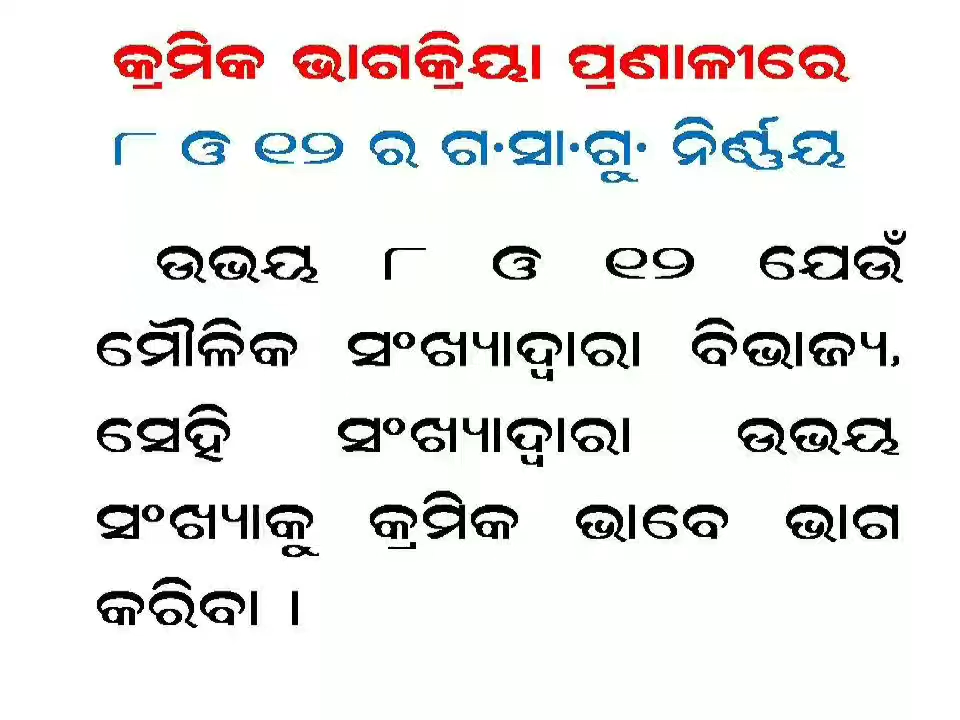 କ୍ରମିକ ଭାଗକ୍ରିୟା ପ୍ରଣାଳୀରେ
୮ ଓ ୧୨ ର ଗ.ସା.ଗୁ. ନିର୍ଣ୍ଣୟ
ଉଭୟ ୮ ଓ ୧୨ ଯେଉଁ
ମୌଳିକ ସଂଖ୍ୟାଦ୍ୱାରା ବିଭାଜ୍ୟ,
ସେହି ସଂଖ୍ୟାଦ୍ୱାରା ଉଭୟ
ସଂଖ୍ୟାକୁ କ୍ରମିକ ଭାବେ ଭାଗ
କରିବା ।